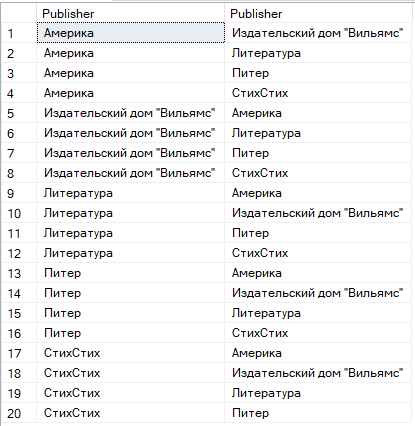 Publisher Publisher
1 Америка Издательский дом "Вильямс"
2 Америка Литература
3 Америка Питер
4 Америка СтихСтих
5 Издательский дом "Вильямс" Америка
6 Издательский дом "Вильямс" Литература
7 Издательский дом "Вильямс" Питер
8 Издательский дом "Вильямс" СтихСтих
9 Литература Америка
10 Литература Издательский дом "Вильямс"
11 Литература Питер
12 Литература СтихСтих
13 Питер Америка
14 Питер Издательский дом "Вильямс"
15 Питер Литература
16 Питер СтихСтих
17 СтихСтих Америка
18 СтихСтих Издательский дом "Вильямс"
19 СтихСтих Литература
20 СтихСтих Питер